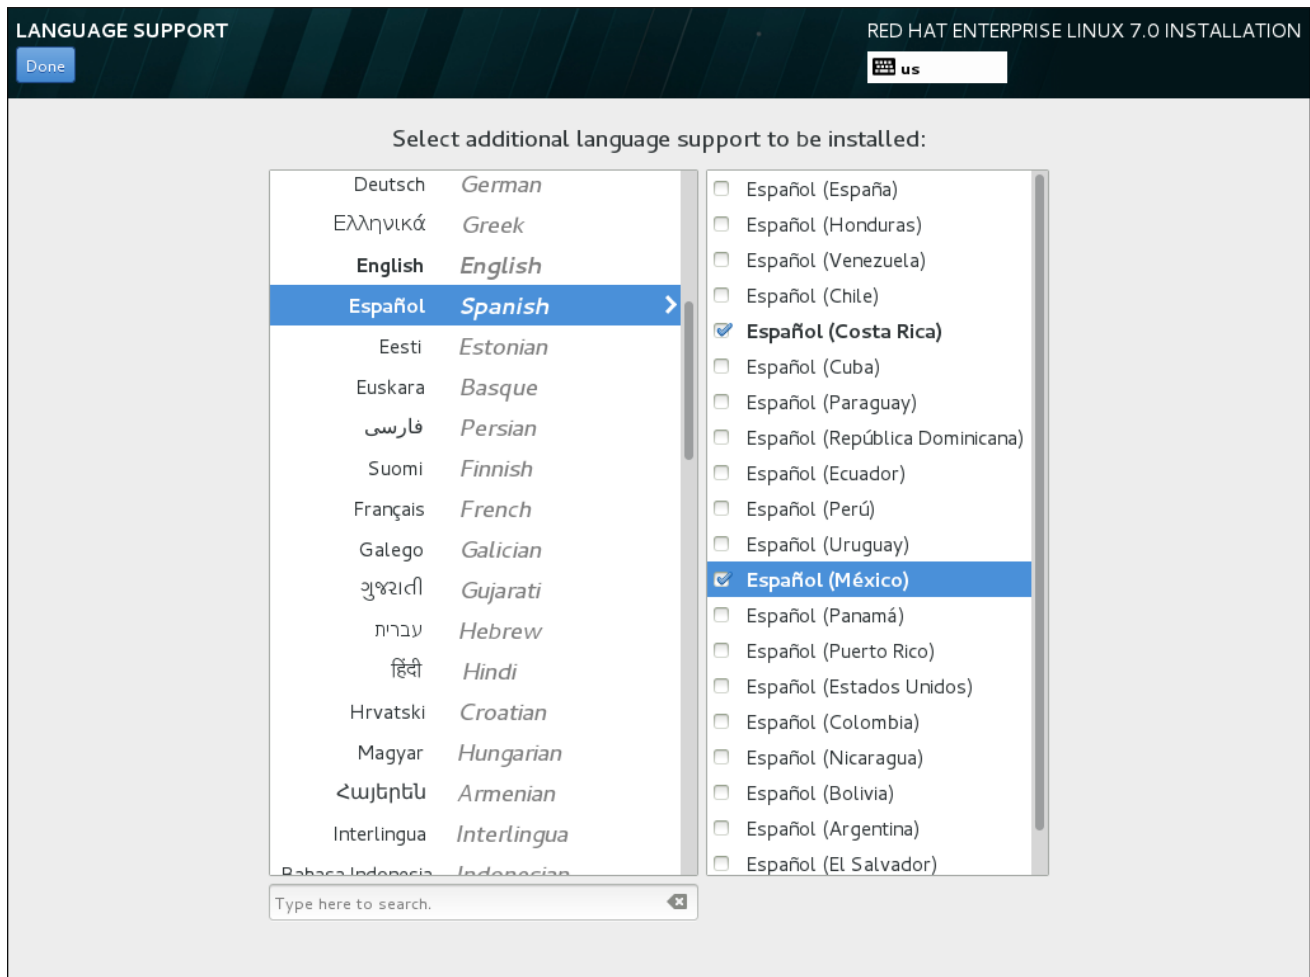 LANGUAGE SUPPORT
RED HAT ENTERPRISE LINUX 7.0 INSTALLATION
Done
us
Select additional language support to be installed:
Deutsch German
Ελληνικά Greek
English English
Español Spanish
Eesti Estonian
Euskara Basque
فارسی Persian
Suomi Finnish
Français French
Galego Galician
ગુજરાતી Gujarati
עברית Hebrew
हिंदी Hindi
Hrvatski Croatian
Magyar Hungarian
Հայերեն Armenian
Interlingua Interlingua
Bahasa Indonesia Indonesian
Español (España)
Español (Honduras)
Español (Venezuela)
Español (Chile)
Español (Costa Rica)
Español (Cuba)
Español (Paraguay)
Español (República Dominicana)
Español (Ecuador)
Español (Perú)
Español (Uruguay)
Español (México)
Español (Panamá)
Español (Puerto Rico)
Español (Estados Unidos)
Español (Colombia)
Español (Nicaragua)
Español (Bolivia)
Español (Argentina)
Español (El Salvador)
Type here to search.